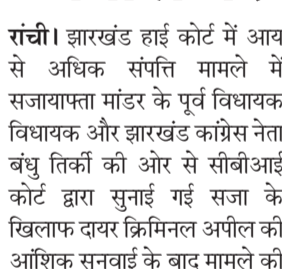 रांची। झारखंड हाई कोर्ट में आय
से अधिक संपत्ति मामले में
सजायाफ्ता मांडर के पूर्व विधायक
विधायक और झारखंड कांग्रेस नेता
बंधु तिर्की की ओर से सीबीआई
कोर्ट द्वारा सुनाई गई सजा के
खिलाफ दायर क्रिमिनल अपील की
आंशिक सुनवाई के बाद मामले की